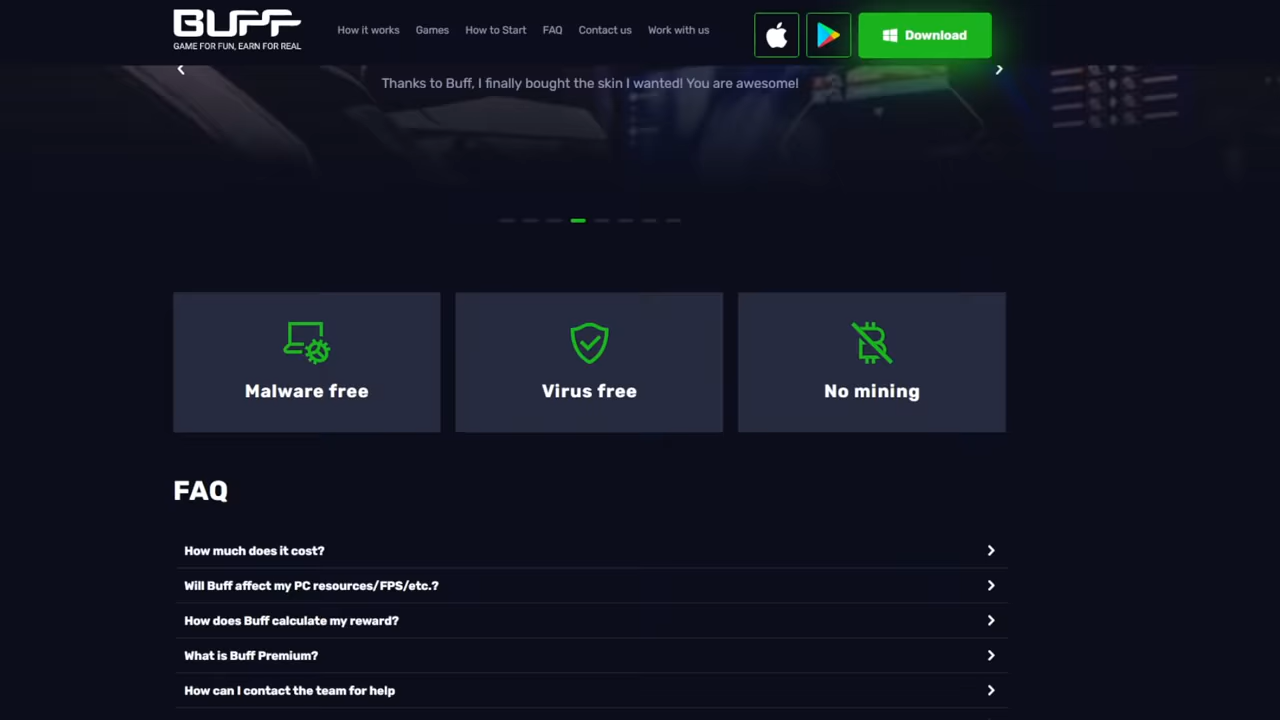 BUFF
GAME FOR FUN, EARN FOR REAL
How it works
Games
How to Start
FAQ
Contact us
Work with us
Download
Thanks to Buff, I finally bought the skin I wanted! You are awesome!
Malware free
Virus free
No mining
FAQ
How much does it cost?
Will Buff affect my PC resources/FPS/etc.?
How does Buff calculate my reward?
What is Buff Premium?
How can I contact the team for help